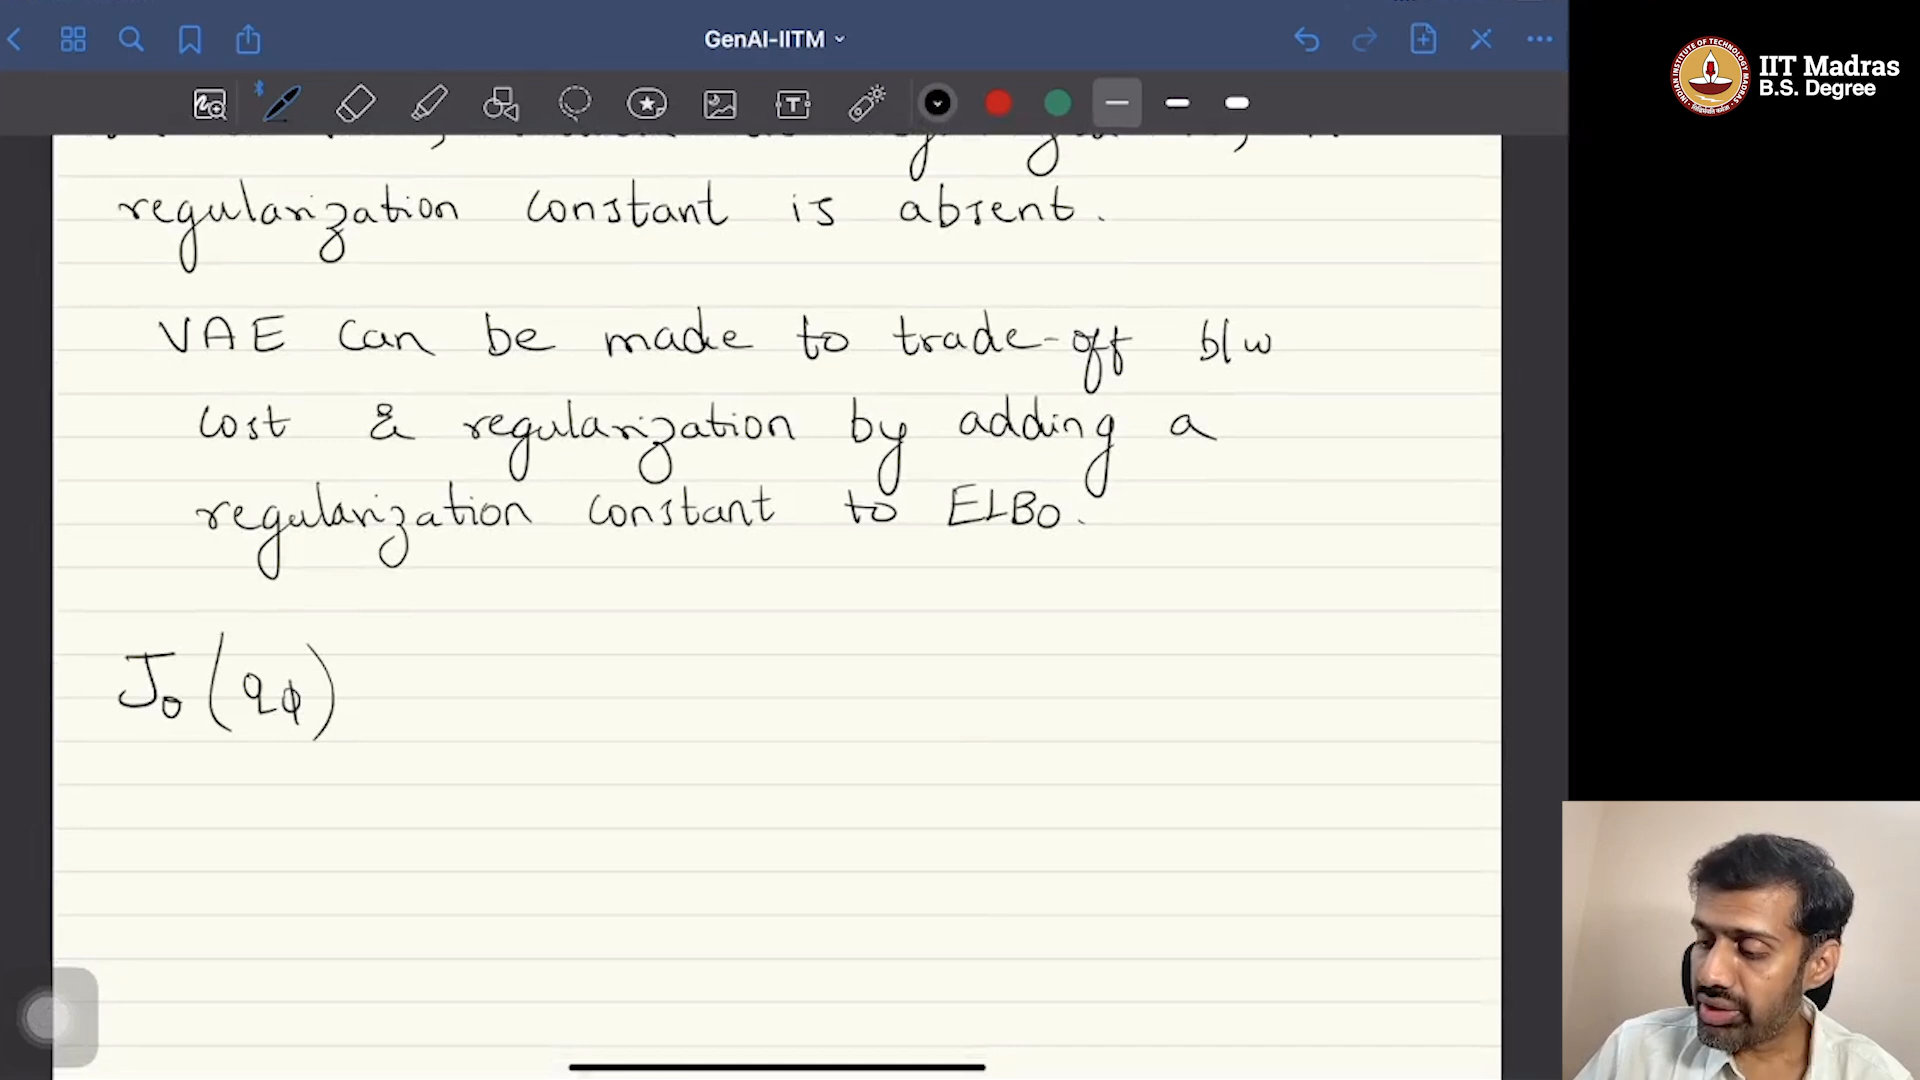 GenAI-IITM
IIT Madras
B.S. Degree
regularization constant is absent.
VAE can be made to trade-off b/w
cost & regularization by adding a
regularization constant to ELBO.
J₀(qϕ)